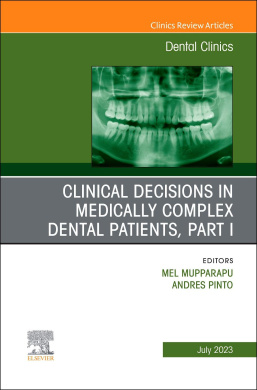 Clinics Review Articles
Dental Clinics
CLINICAL DECISIONS IN
MEDICALLY COMPLEX
DENTAL PATIENTS, PART I
EDITORS
MEL MUPPARAPU
ANDRES PINTO
ELSEVIER
July 2023